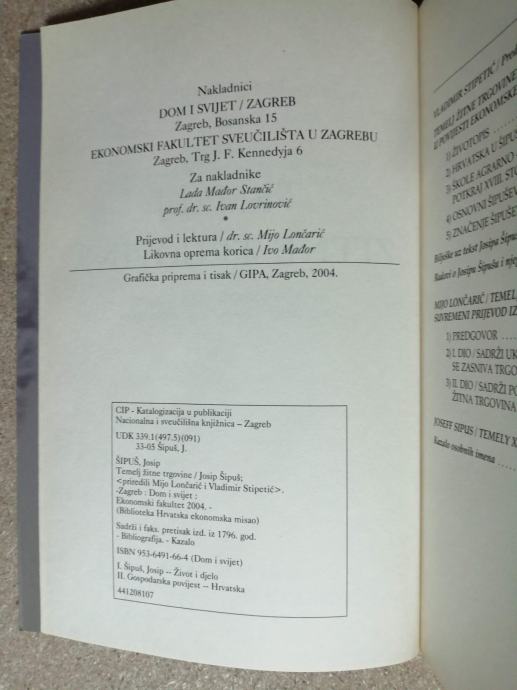 Nakladnici
DOM I SVIJET / ZAGREB
Zagreb, Bosanska 15
EKONOMSKI FAKULTET SVEUČILIŠTA U ZAGREBU
Zagreb, Trg J. F. Kennedyja 6
Za nakladnike
Lada Mađor Stančić
prof. dr. sc. Ivan Lovrinović
•
Prijevod i lektura / dr. sc. Mijo Lončarić
Likovna oprema korica / Ivo Mađor
Grafička priprema i tisak / GIPA, Zagreb, 2004.
CIP - Katalogizacija u publikaciji
Nacionalna i sveučilišna knjižnica – Zagreb
UDK 339.1(497.5)(091)
33-05 Šipuš, J.
ŠIPUŠ, Josip
Temelj žitne trgovine / Josip Šipuš;
<priredili Mijo Lončarić i Vladimir Stipetić>.
-Zagreb : Dom i svijet ;
Ekonomski fakultet 2004. -
(Biblioteka Hrvatska ekonomska misao)
Sadrži i faks. pretisak izd. iz 1796. god.
- Bibliografija. - Kazalo
ISBN 953-6491-66-4 (Dom i svijet)
I. Šipuš, Josip -- Život i djelo
II. Gospodarska povijest -- Hrvatska
441208107
VLADIMIR STIPETIĆ /
TEMELJ ŽITNE TRGOVINE
U POVIJESTI EKONOMSKE
1) ŽIVOTOPIS
2) HRVATSKA U ŠIPU
3) ŠKOLE AGRARNO
POTKRAJ XVIII. STO
4) OSNOVNI ŠIPUŠEV
5) ZNAČENJE ŠIPUŠE
Bilješke uz tekst Josipa Šipu
Radovi o Josipu Šipušu i nje
MIJO LONČARIĆ / TEMEL
SUVREMENI PRIJEVOD IZ
1) PREDGOVOR
2) I. DIO / SADRŽI UK
SE ZASNIVA TRGO
3) II. DIO / SADRŽI PO
ŽITNA TRGOVINA
JOSEFF SIPUS / TEMELY X
Kazalo osobnih imena